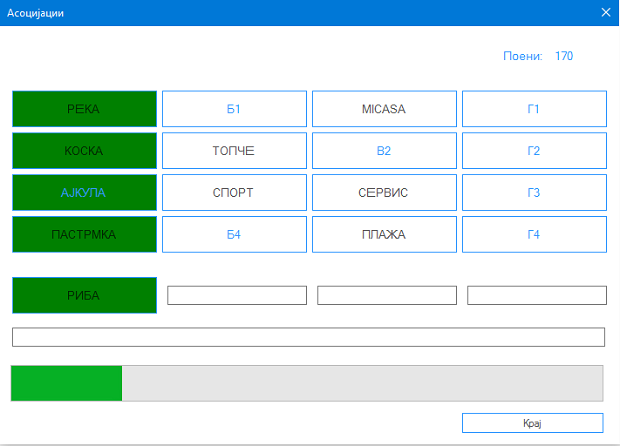 Асоцијации
Поени: 170
РЕКА Б1 MICASA Г1
КОСКА ТОПЧЕ В2 Г2
АЈКУЛА СПОРТ СЕРВИС Г3
ПАСТРМКА Б4 ПЛАЖА Г4
РИБА
Крај